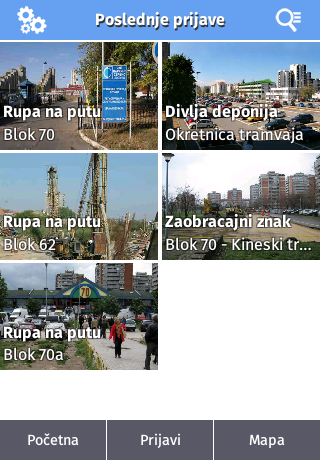 Poslednje prijave
Rupa na putu
Blok 70
Divlja deponija
Okretnica tramvaja
Rupa na putu
Blok 62
Zaobracajni znak
Blok 70 - Kineski tr...
70
Rupa na putu
Blok 70a
Početna
Prijavi
Mapa